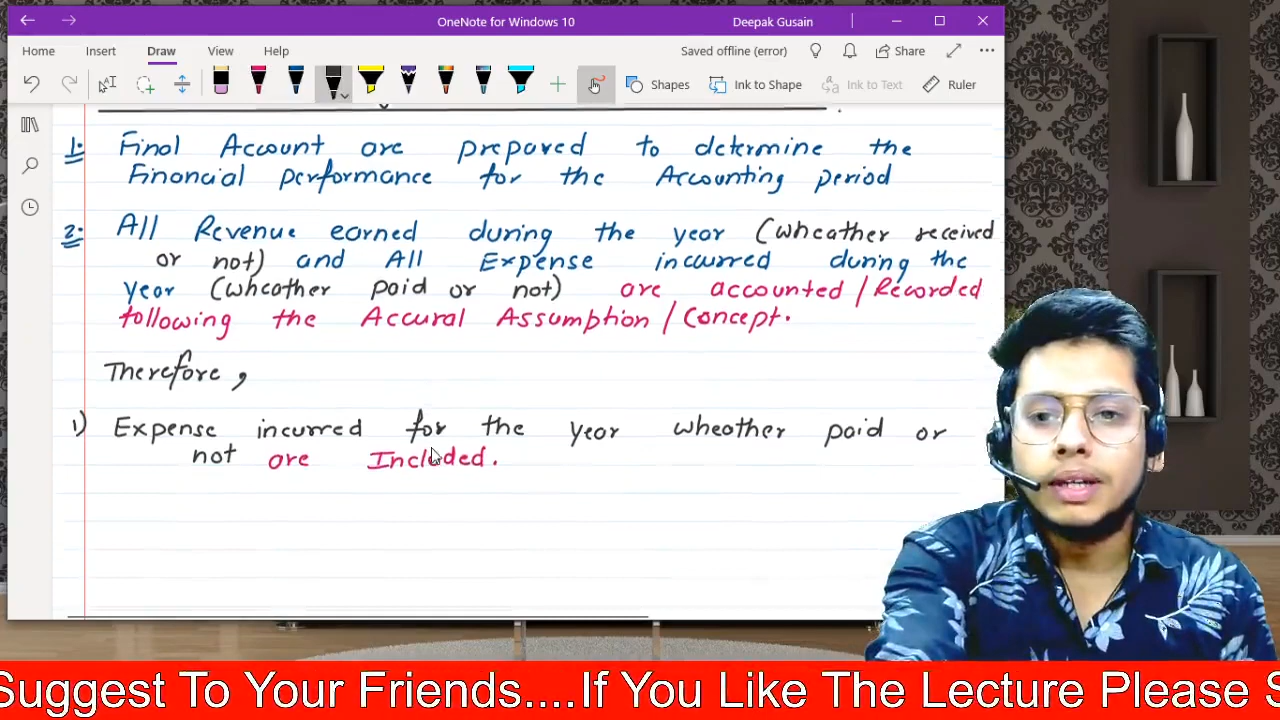 OneNote for Windows 10
Deepak Gusain
Home Insert Draw View Help
Saved offline (error)
Share
Shapes
Ink to Shape
Ink to Text
Ruler
1. Final Account are prepared to determine the
Financial performance for the Accounting period
2. All Revenue earned during the year (wheather received
or not) and All Expense incurred during the
year (wheather paid or not) are accounted/Recorded
following the Accural Assumption/Concept.
Therefore,
1) Expense incurred for the year wheather paid or
not are Included.
Suggest To Your Friends....If You Like The Lecture Please S